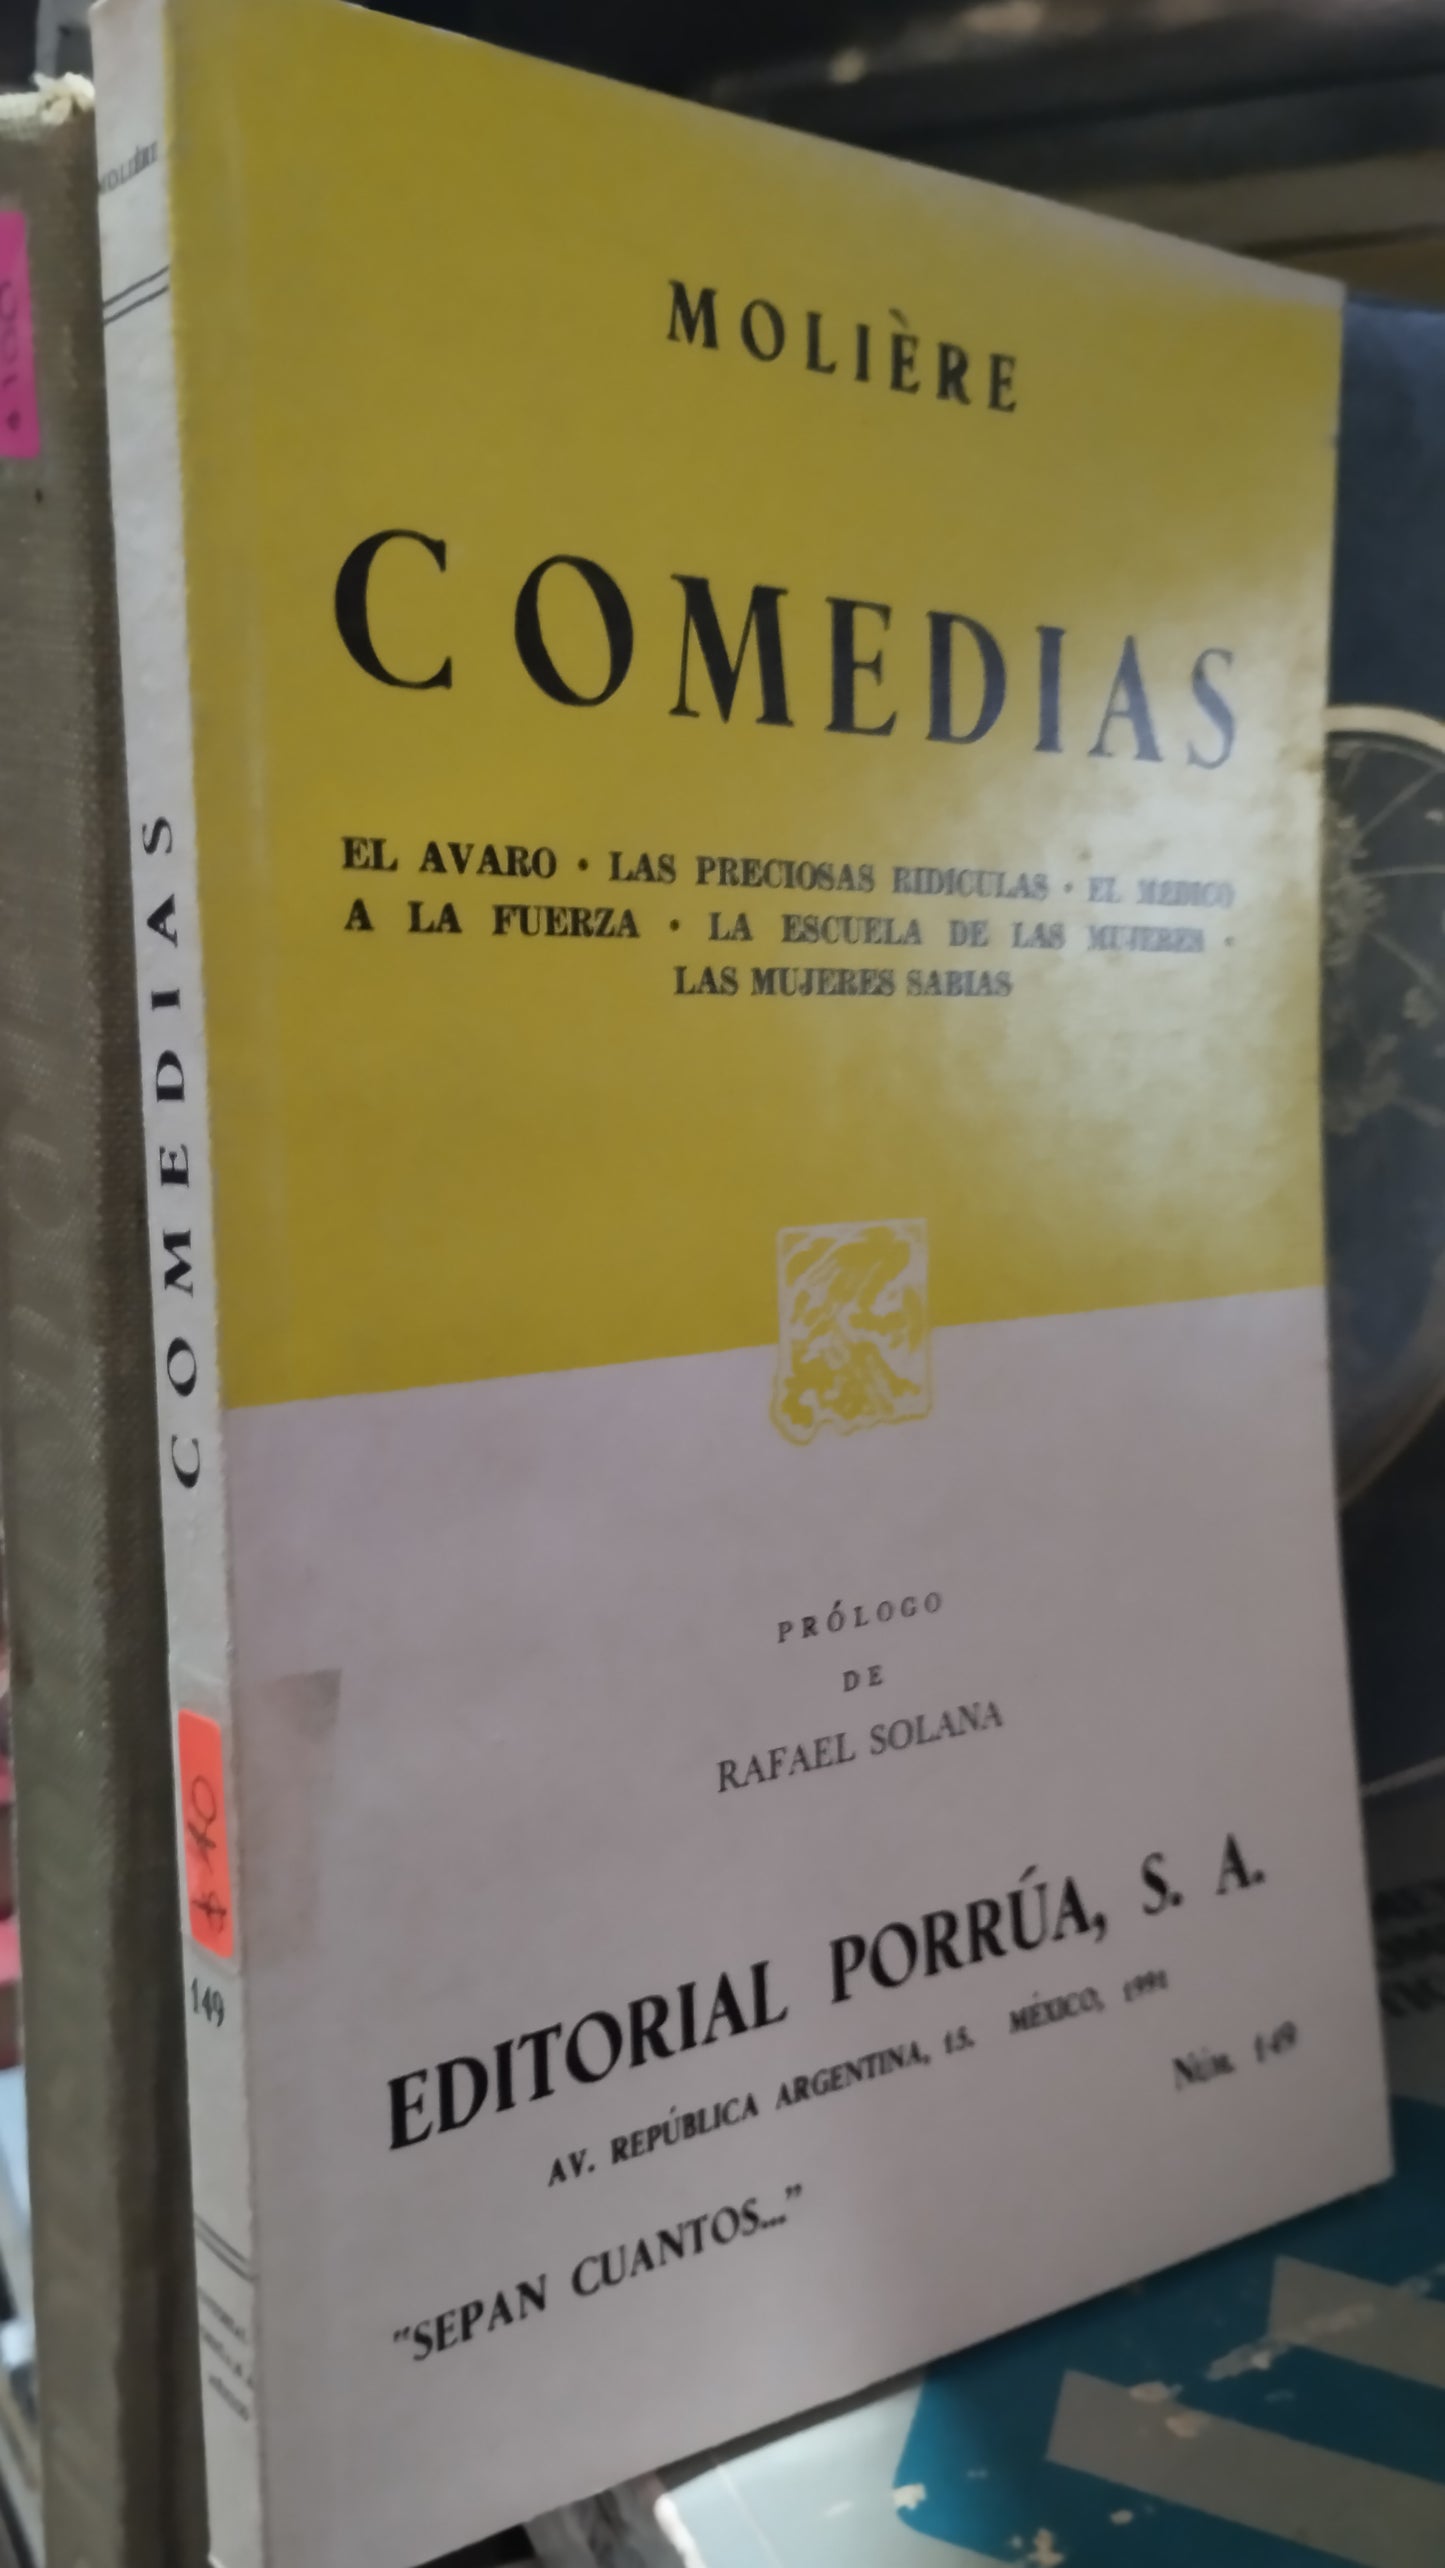 MOLIÈRE
COMEDIAS
EL AVARO • LAS PRECIOSAS RIDICULAS • EL MEDICO
A LA FUERZA • LA ESCUELA DE LAS MUJERES •
LAS MUJERES SABIAS
PRÓLOGO
DE
RAFAEL SOLANA
EDITORIAL PORRÚA, S. A.
AV. REPÚBLICA ARGENTINA, 15. MÉXICO, 1991
"SEPAN CUANTOS..."
Núm. 149
MOLIÈRE
COMEDIAS
$ 40
149
$ 100